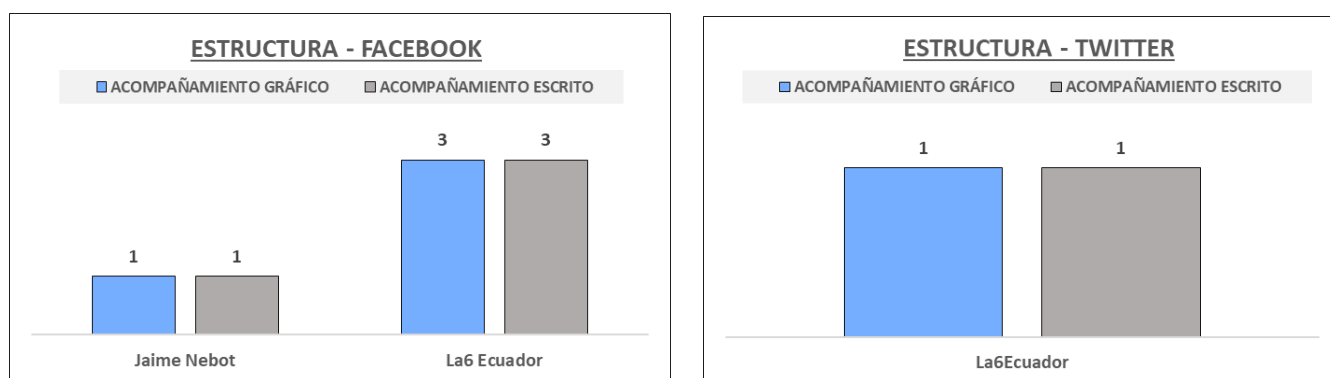 ESTRUCTURA - FACEBOOK
ACOMPAÑAMIENTO GRÁFICO ACOMPAÑAMIENTO ESCRITO
3 3
1 1
Jaime Nebot La6 Ecuador
ESTRUCTURA - TWITTER
ACOMPAÑAMIENTO GRÁFICO ACOMPAÑAMIENTO ESCRITO
1 1
La6Ecuador